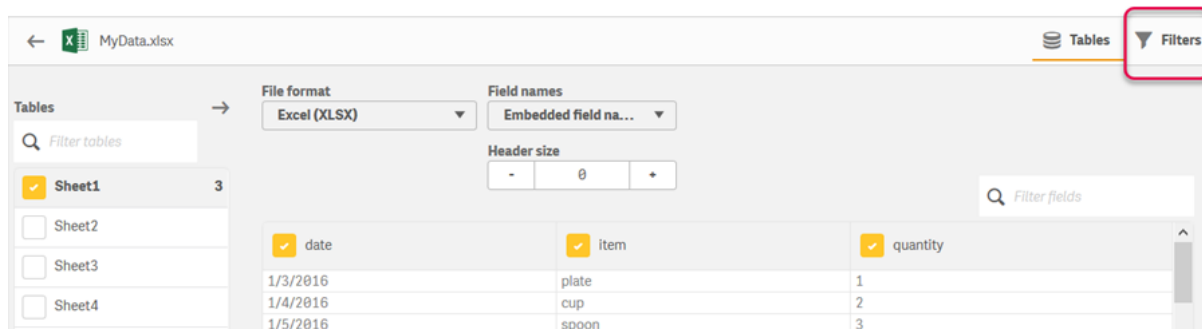 MyData.xlsx
Tables
Filters
Tables
Filter tables
Sheet1 3
Sheet2
Sheet3
Sheet4
File format
Excel (XLSX)
Field names
Embedded field na...
Header size
- 0 +
Filter fields
date item quantity
1/3/2016 plate 1
1/4/2016 cup 2
1/5/2016 spoon 3